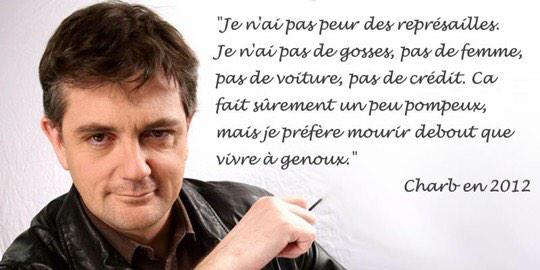 "Je n'ai pas peur des représailles.
Je n'ai pas de gosses, pas de femme,
pas de voiture, pas de crédit. Ca
fait sûrement un peu pompeux,
mais je préfère mourir debout que
vivre à genoux."
Charb en 2012